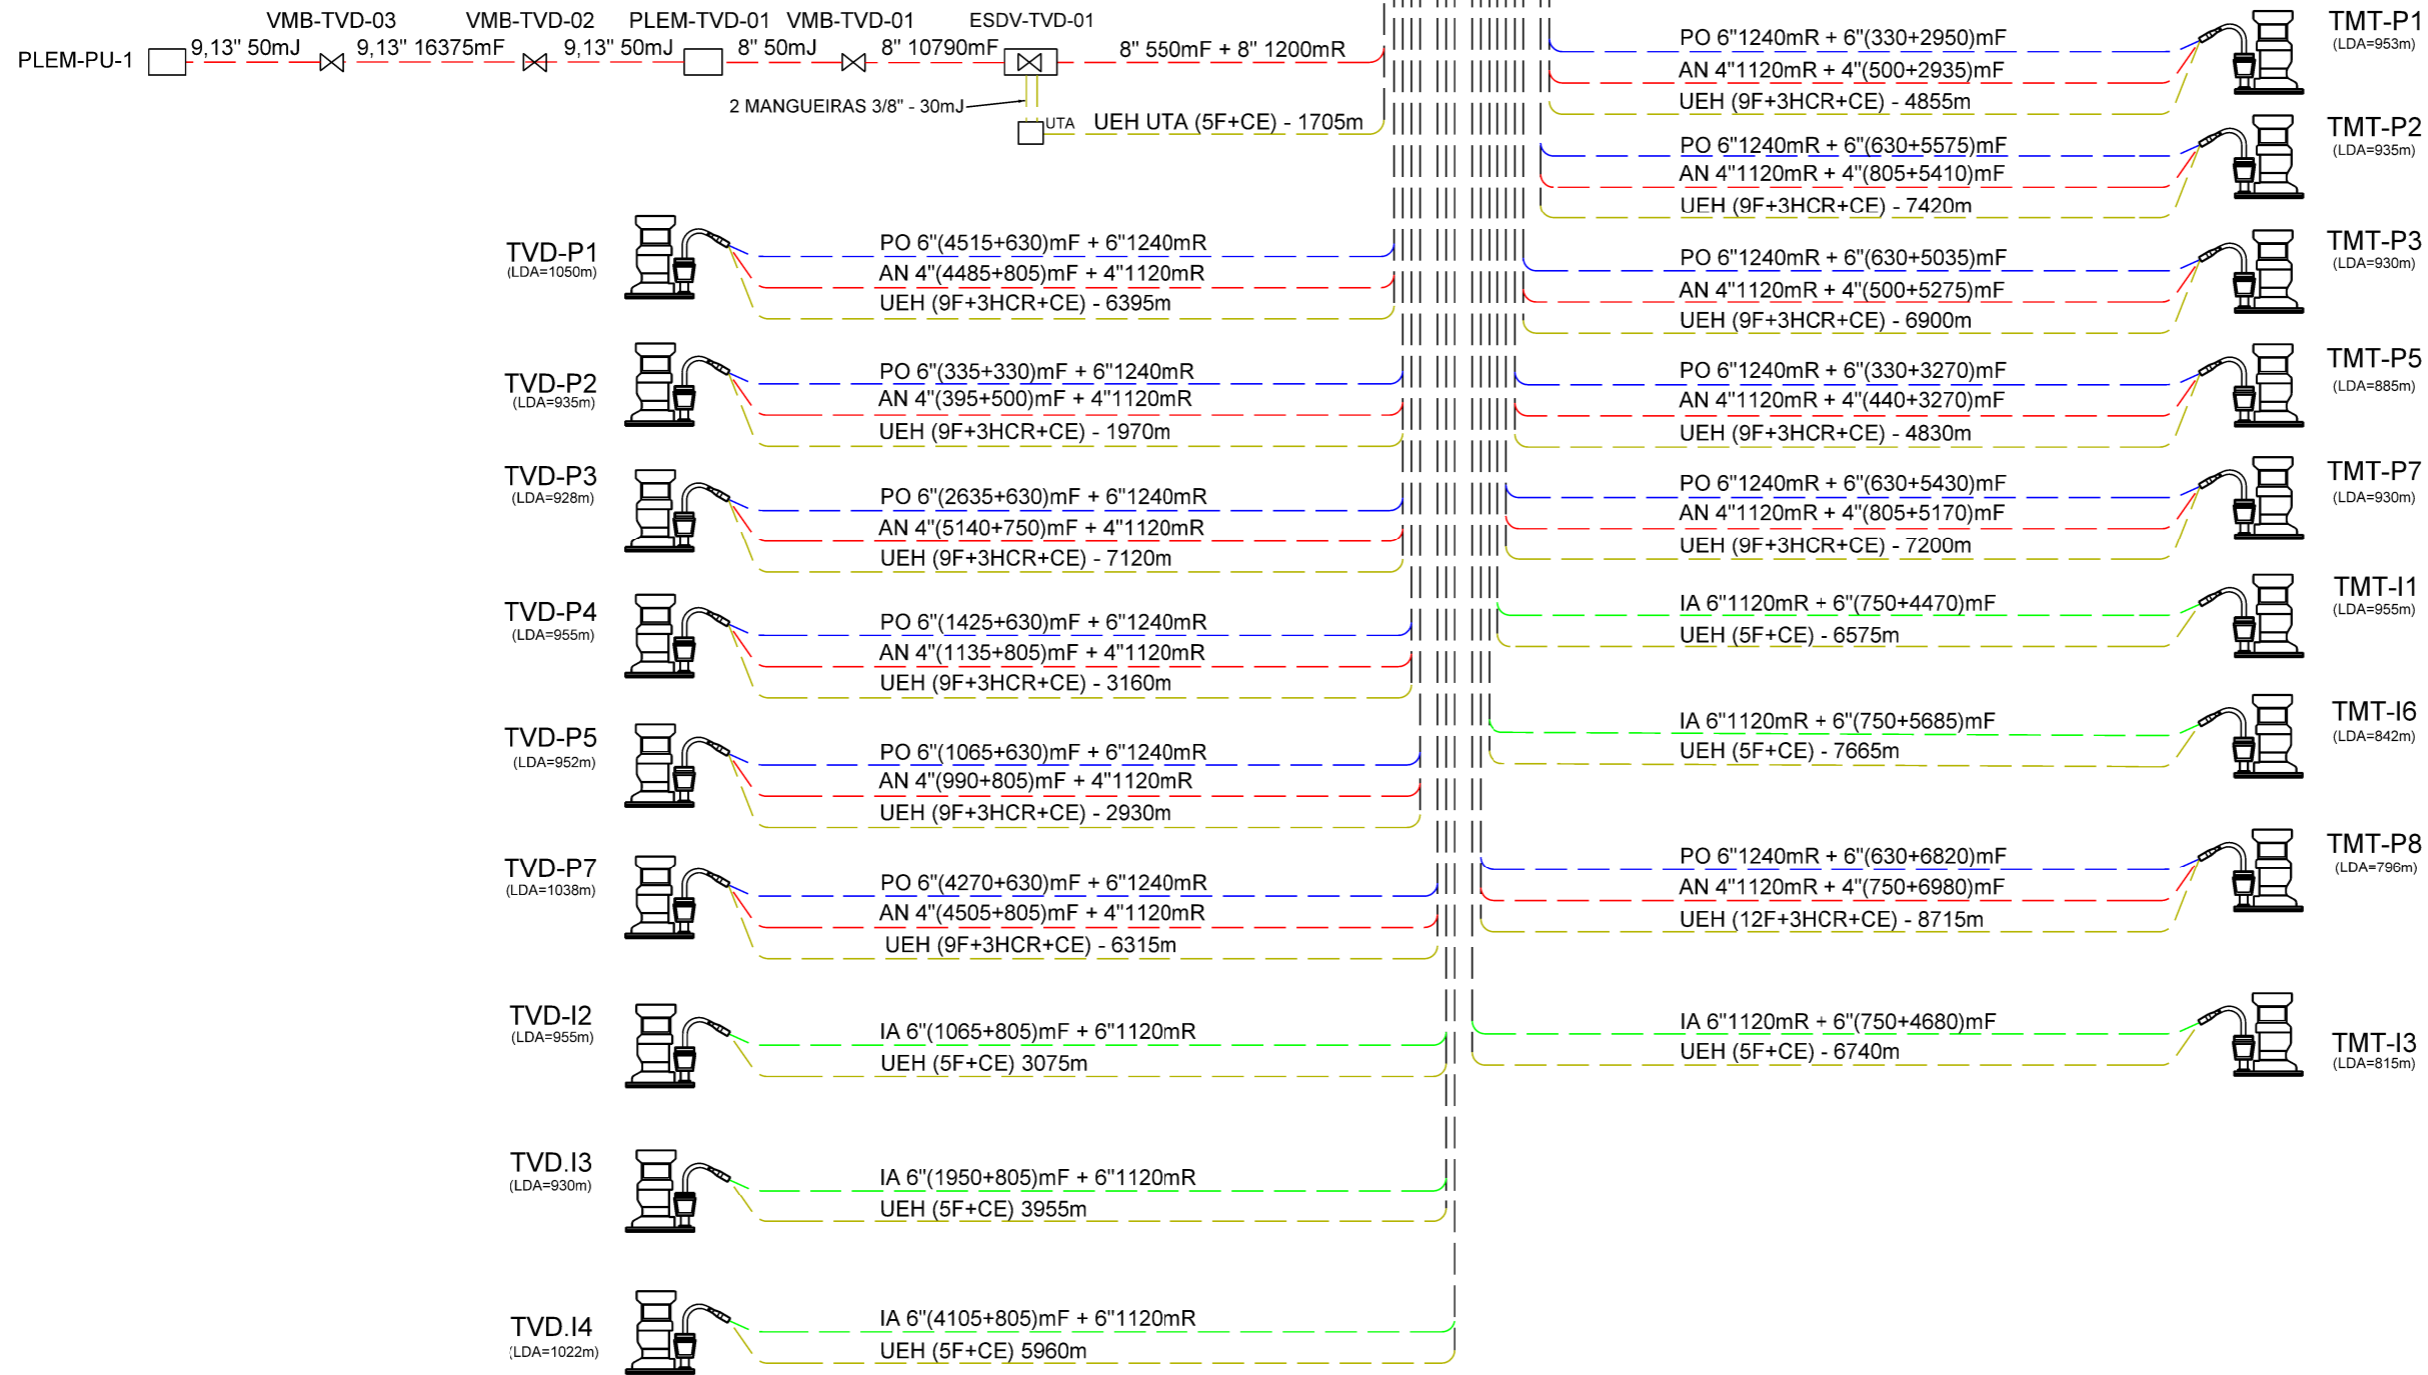 VMB-TVD-03
VMB-TVD-02
PLEM-TVD-01
VMB-TVD-01
ESDV-TVD-01
PLEM-PU-1
9,13" 50mJ
9,13" 16375mF
9,13" 50mJ
8" 50mJ
8" 10790mF
8" 550mF + 8" 1200mR
2 MANGUEIRAS 3/8" - 30mJ
UTA
UEH UTA (5F+CE) - 1705m
TVD-P1
(LDA=1050m)
PO 6"(4515+630)mF + 6"1240mR
AN 4"(4485+805)mF + 4"1120mR
UEH (9F+3HCR+CE) - 6395m
TVD-P2
(LDA=935m)
PO 6"(335+330)mF + 6"1240mR
AN 4"(395+500)mF + 4"1120mR
UEH (9F+3HCR+CE) - 1970m
TVD-P3
(LDA=928m)
PO 6"(2635+630)mF + 6"1240mR
AN 4"(5140+750)mF + 4"1120mR
UEH (9F+3HCR+CE) - 7120m
TVD-P4
(LDA=955m)
PO 6"(1425+630)mF + 6"1240mR
AN 4"(1135+805)mF + 4"1120mR
UEH (9F+3HCR+CE) - 3160m
TVD-P5
(LDA=952m)
PO 6"(1065+630)mF + 6"1240mR
AN 4"(990+805)mF + 4"1120mR
UEH (9F+3HCR+CE) - 2930m
TVD-P7
(LDA=1038m)
PO 6"(4270+630)mF + 6"1240mR
AN 4"(4505+805)mF + 4"1120mR
UEH (9F+3HCR+CE) - 6315m
TVD-I2
(LDA=955m)
IA 6"(1065+805)mF + 6"1120mR
UEH (5F+CE) 3075m
TVD.I3
(LDA=930m)
IA 6"(1950+805)mF + 6"1120mR
UEH (5F+CE) 3955m
TVD.I4
(LDA=1022m)
IA 6"(4105+805)mF + 6"1120mR
UEH (5F+CE) 5960m
PO 6"1240mR + 6"(330+2950)mF
AN 4"1120mR + 4"(500+2935)mF
UEH (9F+3HCR+CE) - 4855m
TMT-P1
(LDA=953m)
PO 6"1240mR + 6"(630+5575)mF
AN 4"1120mR + 4"(805+5410)mF
UEH (9F+3HCR+CE) - 7420m
TMT-P2
(LDA=935m)
PO 6"1240mR + 6"(630+5035)mF
AN 4"1120mR + 4"(500+5275)mF
UEH (9F+3HCR+CE) - 6900m
TMT-P3
(LDA=930m)
PO 6"1240mR + 6"(330+3270)mF
AN 4"1120mR + 4"(440+3270)mF
UEH (9F+3HCR+CE) - 4830m
TMT-P5
(LDA=885m)
PO 6"1240mR + 6"(630+5430)mF
AN 4"1120mR + 4"(805+5170)mF
UEH (9F+3HCR+CE) - 7200m
TMT-P7
(LDA=930m)
IA 6"1120mR + 6"(750+4470)mF
UEH (5F+CE) - 6575m
TMT-I1
(LDA=955m)
IA 6"1120mR + 6"(750+5685)mF
UEH (5F+CE) - 7665m
TMT-I6
(LDA=842m)
PO 6"1240mR + 6"(630+6820)mF
AN 4"1120mR + 4"(750+6980)mF
UEH (12F+3HCR+CE) - 8715m
TMT-P8
(LDA=796m)
IA 6"1120mR + 6"(750+4680)mF
UEH (5F+CE) - 6740m
TMT-I3
(LDA=815m)